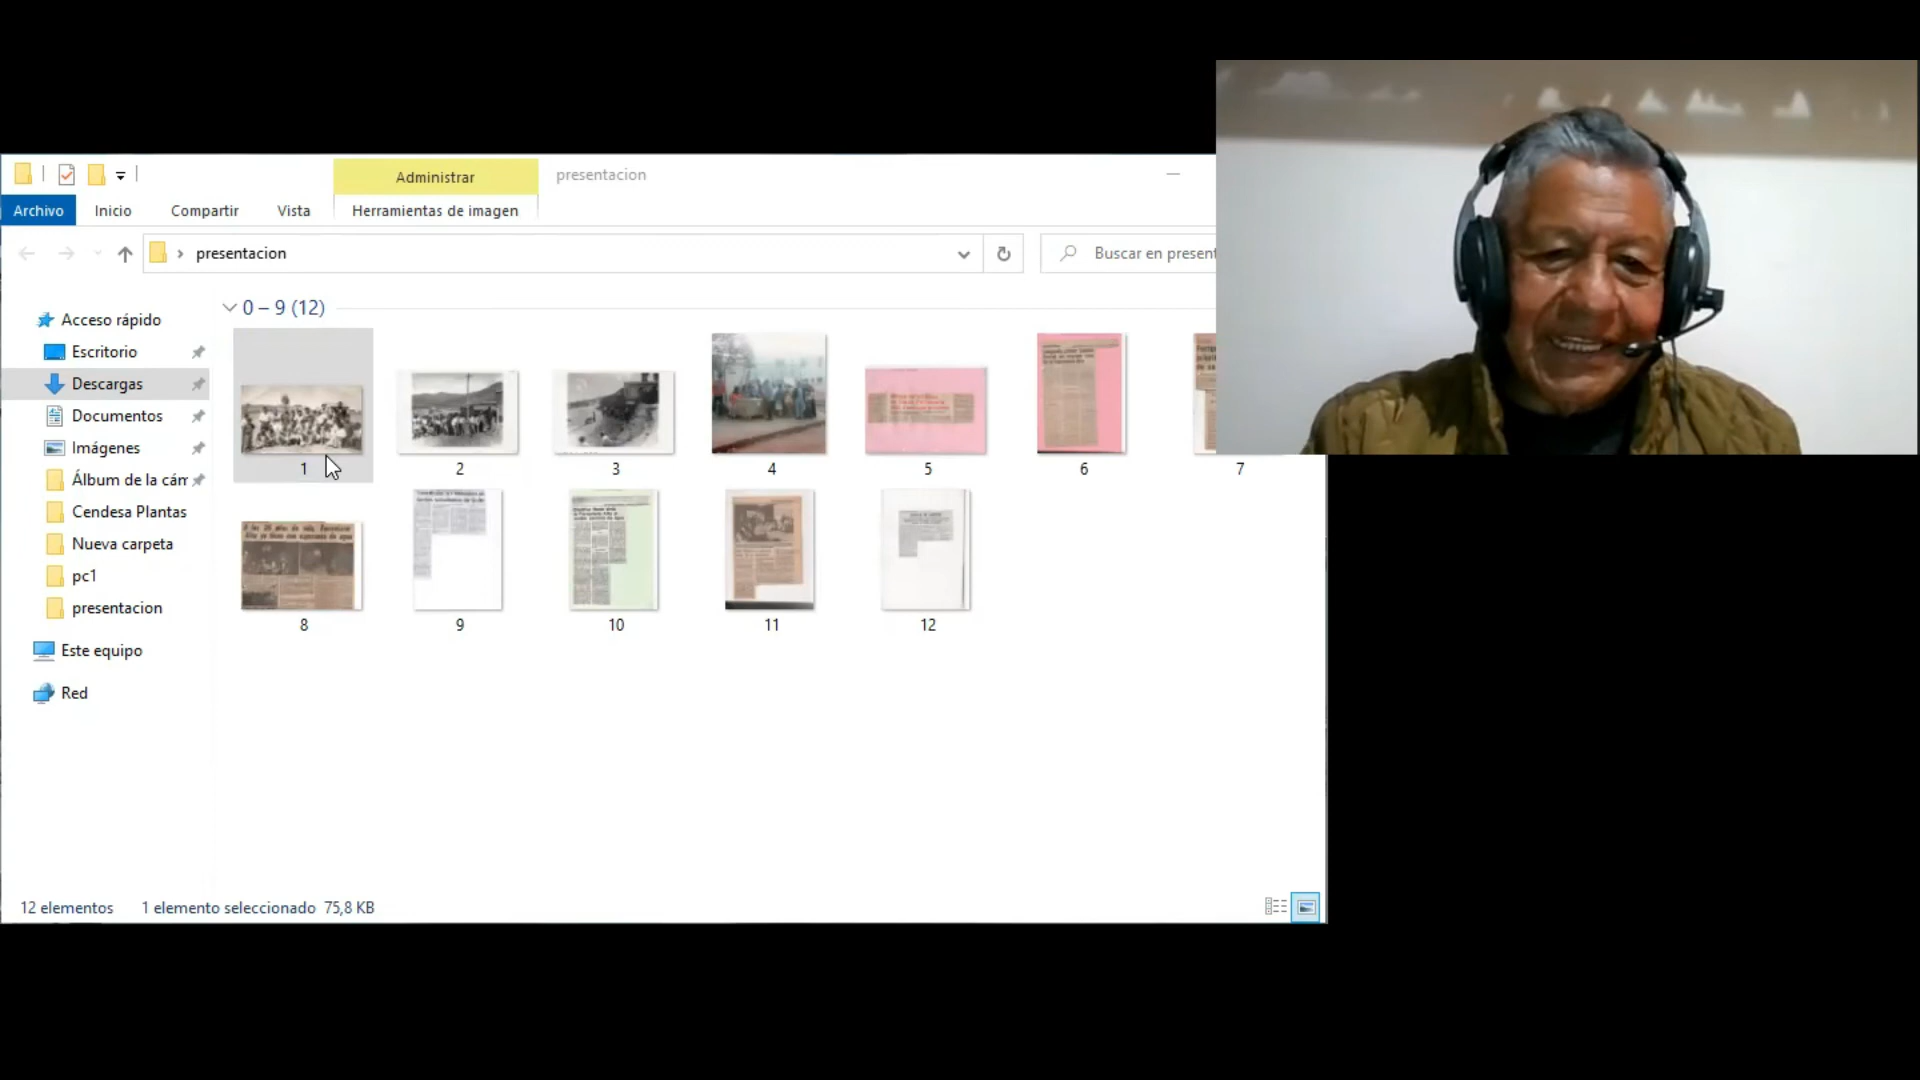 Administrar
presentacion
Archivo
Inicio
Compartir
Vista
Herramientas de imagen
presentacion
Buscar en present
0 – 9 (12)
Acceso rápido
Escritorio
Descargas
Documentos
Imágenes
Álbum de la cám
Cendesa Plantas
Nueva carpeta
pc1
presentacion
Este equipo
Red
1
2
3
4
5
6
7
8
9
10
11
12
12 elementos
1 elemento seleccionado 75,8 KB